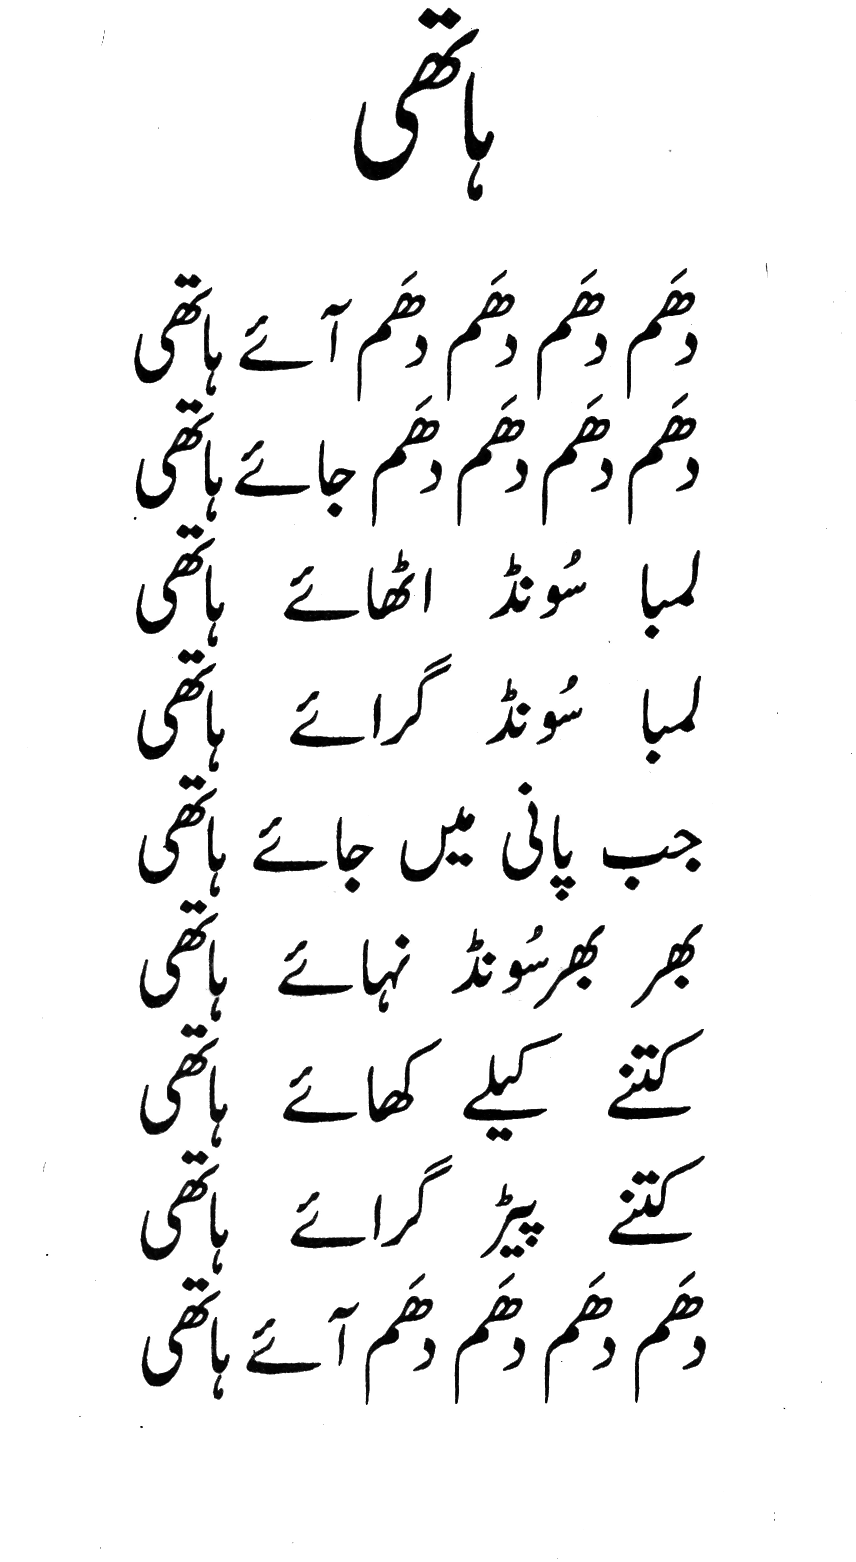 ہاتھی
دھَم دھَم دھَم دھَم آئے ہاتھی
دھَم دھَم دھَم دھَم جائے ہاتھی
لمبا سُونڈ اٹھائے ہاتھی
لمبا سُونڈ گرائے ہاتھی
جب پانی میں جائے ہاتھی
بھر بھر سُونڈ نہائے ہاتھی
کتنے کیلے کھائے ہاتھی
کتنے پیڑ گرائے ہاتھی
دھَم دھَم دھَم دھَم آئے ہاتھی